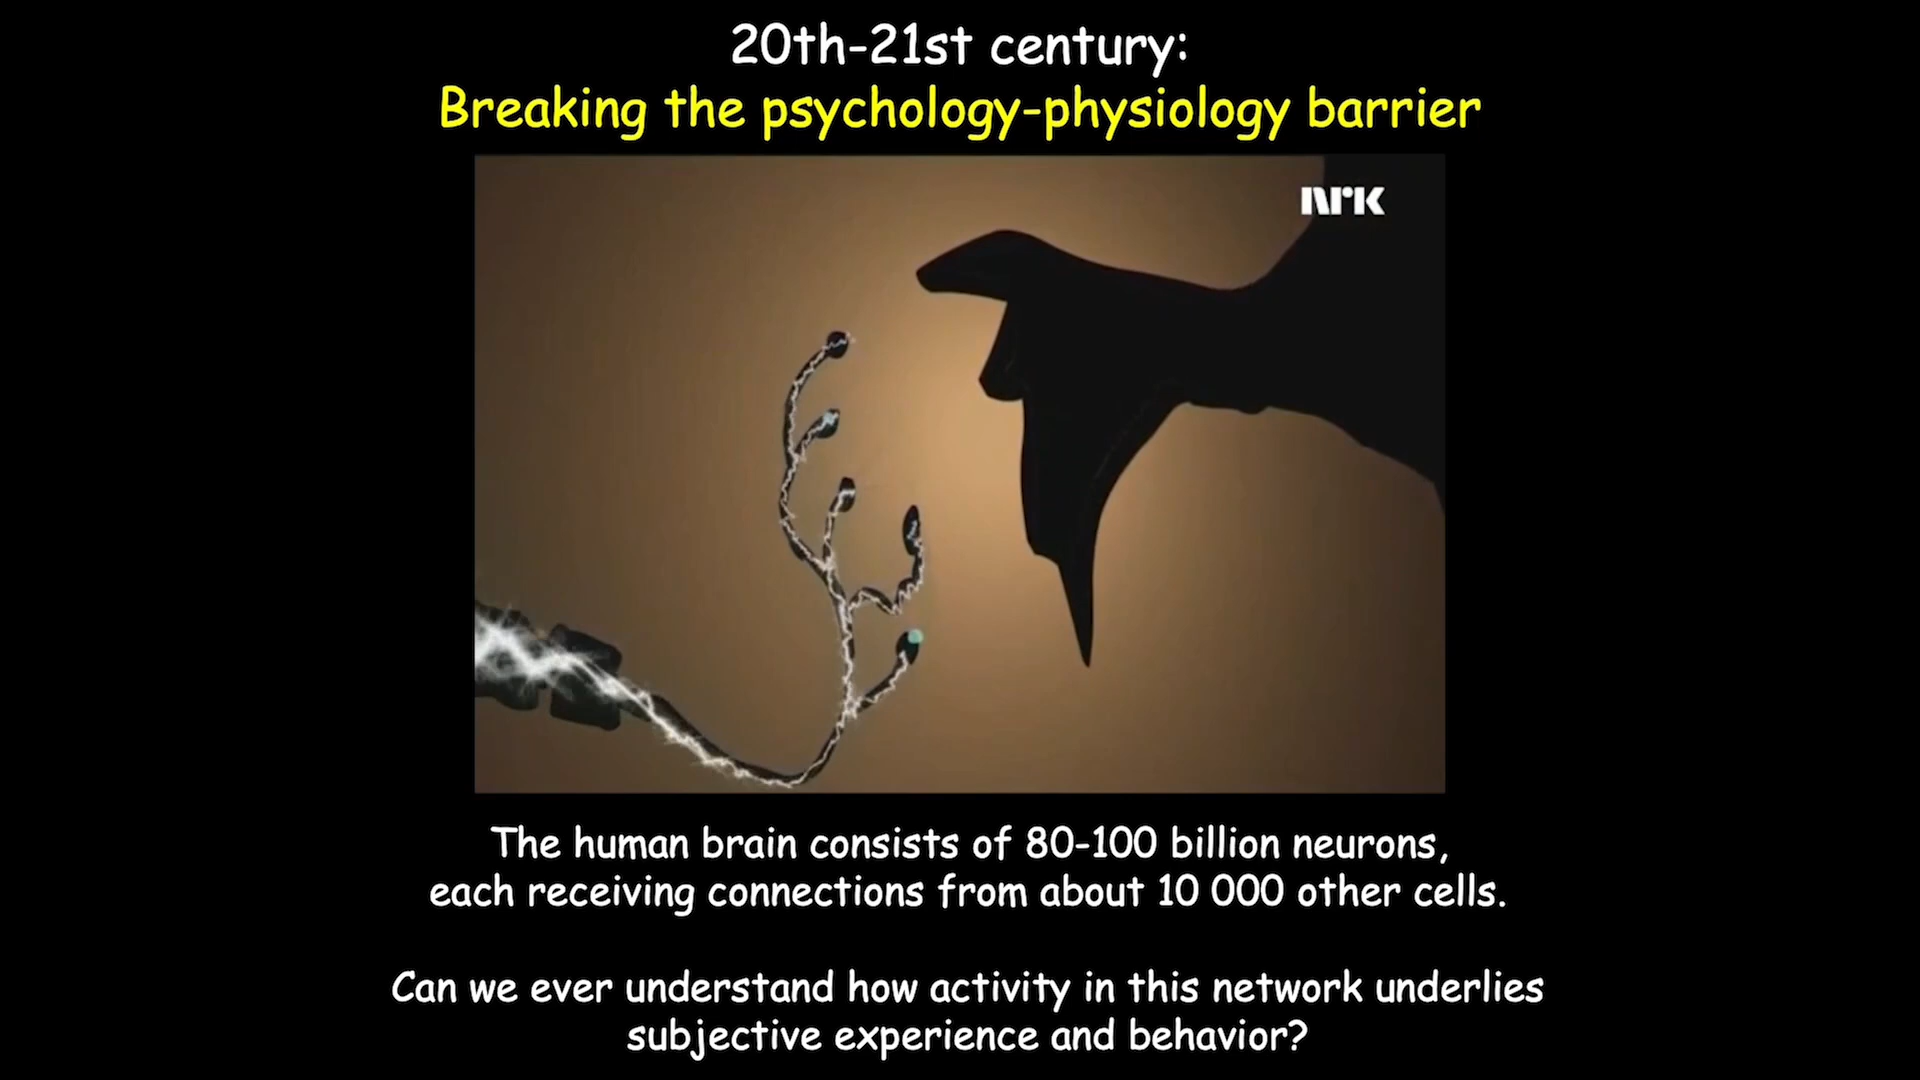 20th-21st century:
Breaking the psychology-physiology barrier
NRK
The human brain consists of 80-100 billion neurons,
each receiving connections from about 10 000 other cells.
Can we ever understand how activity in this network underlies
subjective experience and behavior?